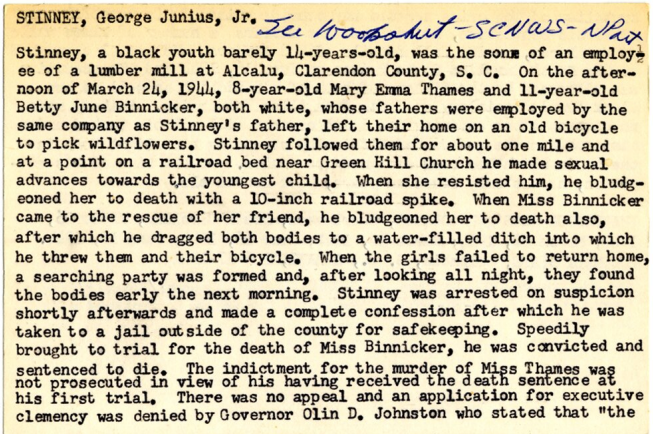 STINNEY, George Junius, Jr. See Worksheet - SCNWS - NP art
Stinney, a black youth barely 14-years-old, was the sone of an employ-
ee of a lumber mill at Alcalu, Clarendon County, S. C. On the after-
noon of March 24, 1944, 8-year-old Mary Emma Thames and 11-year-old
Betty June Binnicker, both white, whose fathers were employed by the
same company as Stinney's father, left their home on an old bicycle
to pick wildflowers. Stinney followed them for about one mile and
at a point on a railroad bed near Green Hill Church he made sexual
advances towards the youngest child. When she resisted him, he bludg-
eoned her to death with a 10-inch railroad spike. When Miss Binnicker
came to the rescue of her friend, he bludgeoned her to death also,
after which he dragged both bodies to a water-filled ditch into which
he threw them and their bicycle. When the girls failed to return home,
a searching party was formed and, after looking all night, they found
the bodies early the next morning. Stinney was arrested on suspicion
shortly afterwards and made a complete confession after which he was
taken to a jail outside of the county for safekeeping. Speedily
brought to trial for the death of Miss Binnicker, he was convicted and
sentenced to die. The indictment for the murder of Miss Thames was
not prosecuted in view of his having received the death sentence at
his first trial. There was no appeal and an application for executive
clemency was denied by Governor Olin D. Johnston who stated that "the